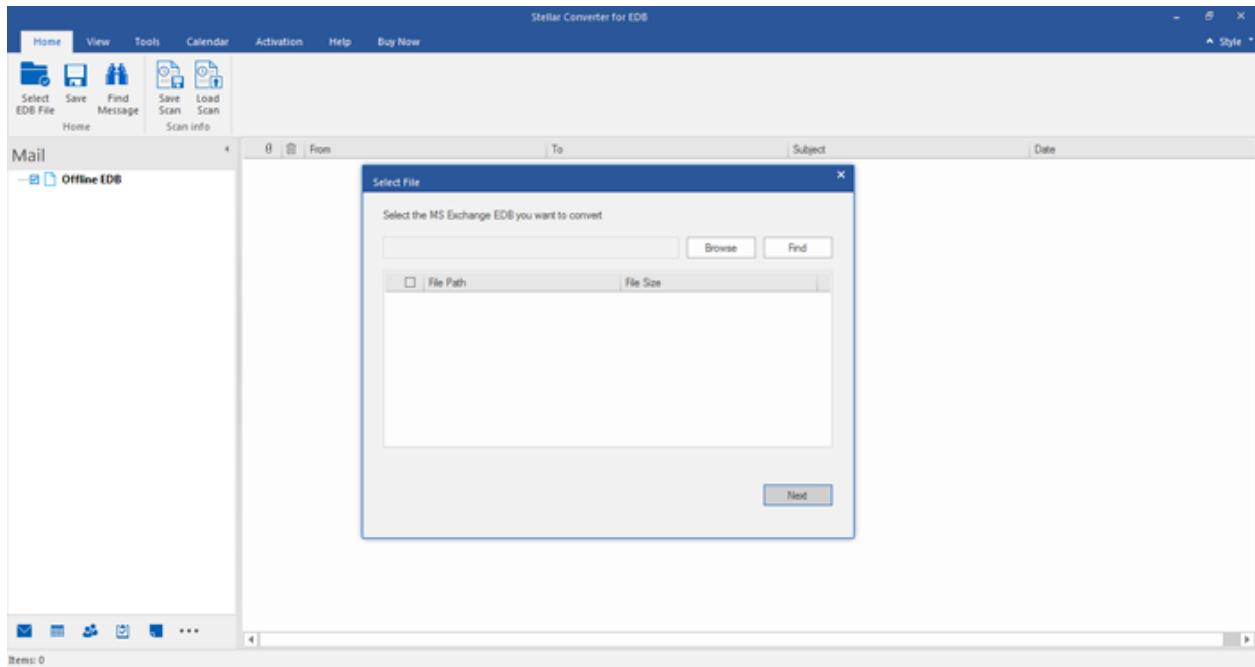 Stellar Converter for EDB
Home View Tools Calendar Activation Help Buy Now Style
Select EDB File
Save
Find Message
Save Scan
Load Scan
Home
Scan info
Mail
From To Subject Date
Offline EDB
Select File
Select the MS Exchange EDB you want to convert
Browse Find
File Path File Size
Next
Items: 0